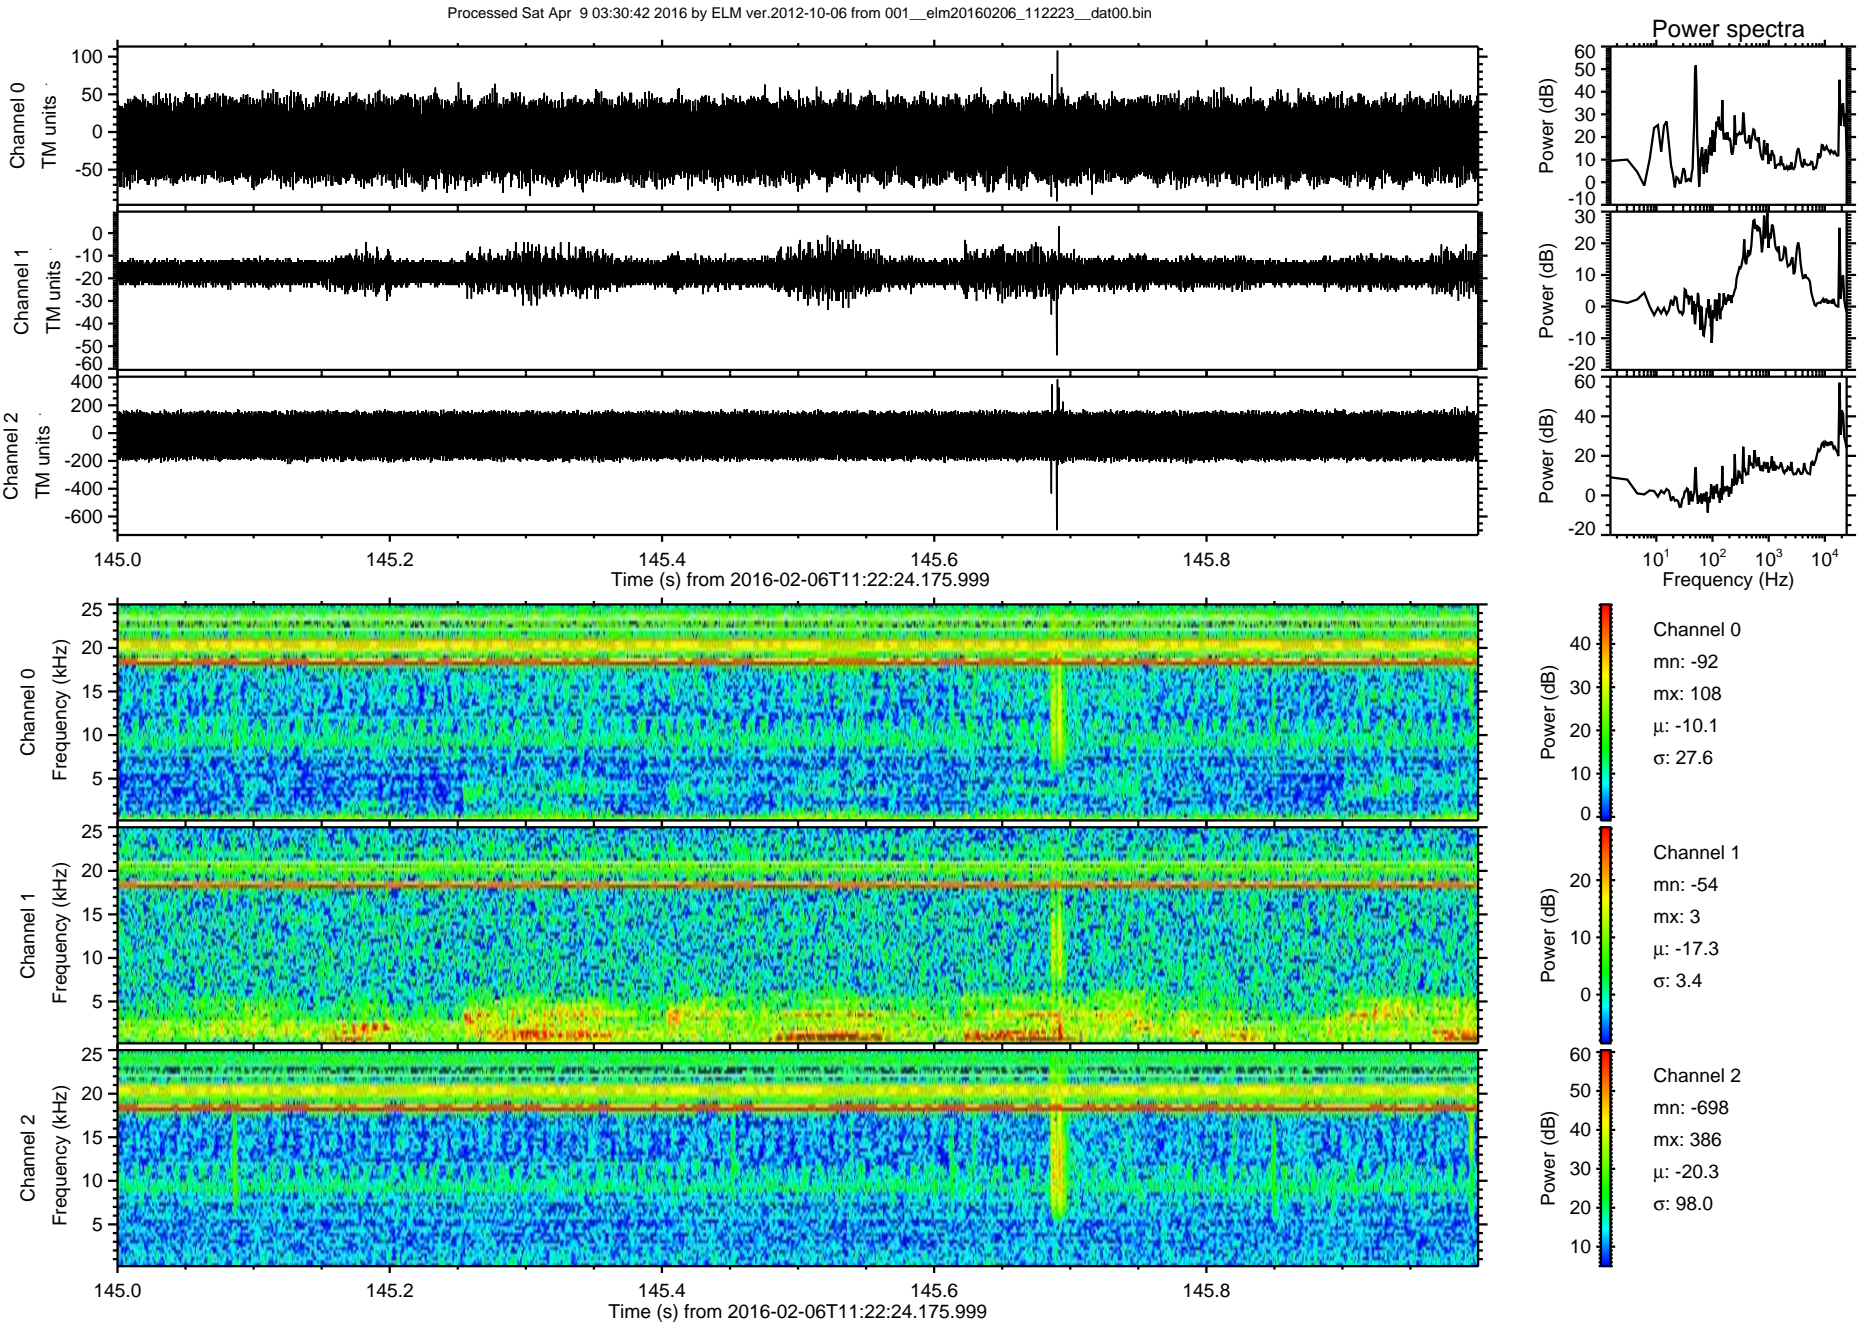 Processed Sat Apr 9 03:30:42 2016 by ELM ver.2012-10-06 from 001__elm20160206_112223__dat00.bin
Power spectra
Channel 0
TM units
100
50
0
-50
Power (dB)
60
50
40
30
20
10
0
-10
Channel 1
TM units
0
-10
-20
-30
-40
-50
-60
Power (dB)
30
20
10
0
-10
-20
Channel 2
TM units
400
200
0
-200
-400
-600
Power (dB)
60
40
20
0
-20
145.0 145.2 145.4 145.6 145.8
Time (s) from 2016-02-06T11:22:24.175.999
10¹ 10² 10³ 10⁴
Frequency (Hz)
Channel 0
Frequency (kHz)
25
20
15
10
5
Power (dB)
40
30
20
10
0
Channel 0
mn: -92
mx: 108
μ: -10.1
σ: 27.6
Channel 1
Frequency (kHz)
25
20
15
10
5
Power (dB)
20
10
0
Channel 1
mn: -54
mx: 3
μ: -17.3
σ: 3.4
Channel 2
Frequency (kHz)
25
20
15
10
5
Power (dB)
60
50
40
30
20
10
Channel 2
mn: -698
mx: 386
μ: -20.3
σ: 98.0
145.0 145.2 145.4 145.6 145.8
Time (s) from 2016-02-06T11:22:24.175.999